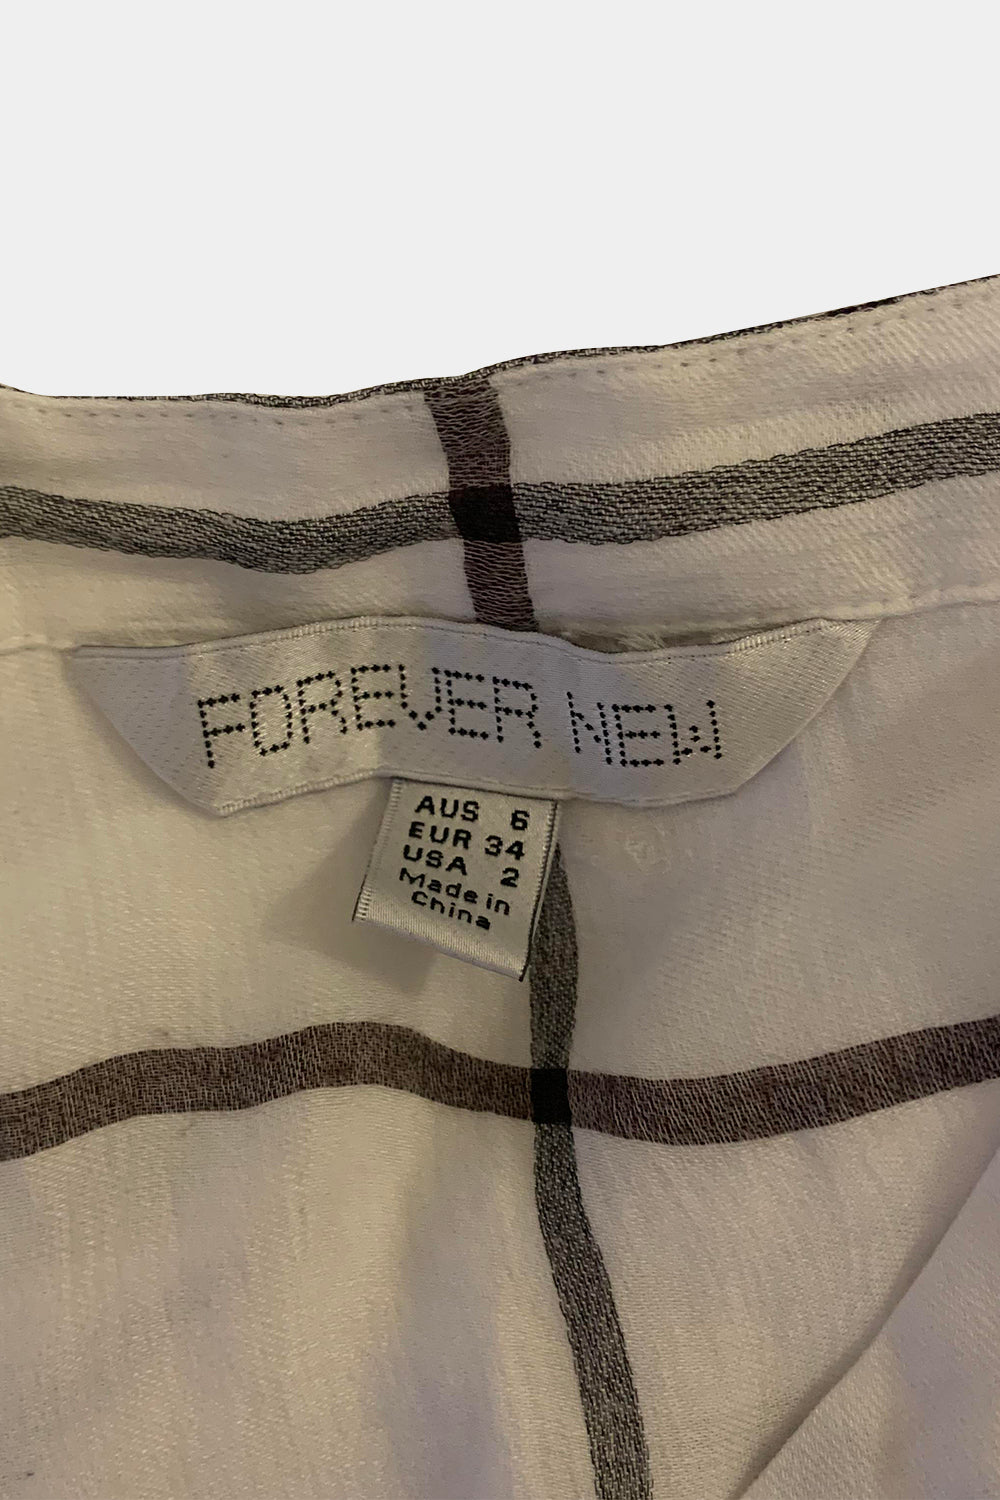 FOREVER NEW
AUS 6
EUR 34
USA 2
Made in
China